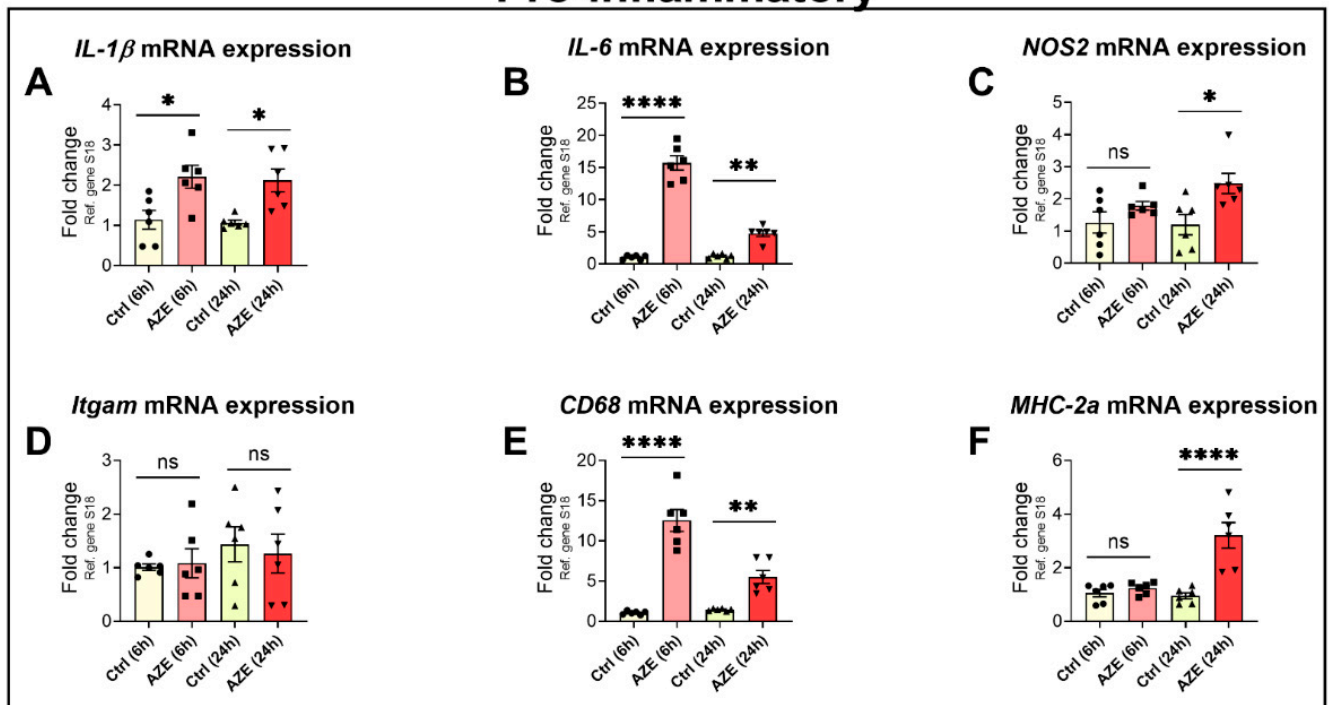 Pro-inflammatory
IL-1β mRNA expression
A
Fold change
Ref. gene S18
4
3
2
1
0
*
*
Ctrl (6h)
AZE (6h)
Ctrl (24h)
AZE (24h)
IL-6 mRNA expression
B
Fold change
Ref. gene S18
25
20
15
10
5
0
****
**
Ctrl (6h)
AZE (6h)
Ctrl (24h)
AZE (24h)
NOS2 mRNA expression
C
Fold change
Ref. gene S18
5
4
3
2
1
0
ns
*
Ctrl (6h)
AZE (6h)
Ctrl (24h)
AZE (24h)
Itgam mRNA expression
D
Fold change
Ref. gene S18
3
2
1
0
ns
ns
Ctrl (6h)
AZE (6h)
Ctrl (24h)
AZE (24h)
CD68 mRNA expression
E
Fold change
Ref. gene S18
20
15
10
5
0
****
**
Ctrl (6h)
AZE (6h)
Ctrl (24h)
AZE (24h)
MHC-2a mRNA expression
F
Fold change
Ref. gene S18
6
4
2
0
ns
****
Ctrl (6h)
AZE (6h)
Ctrl (24h)
AZE (24h)